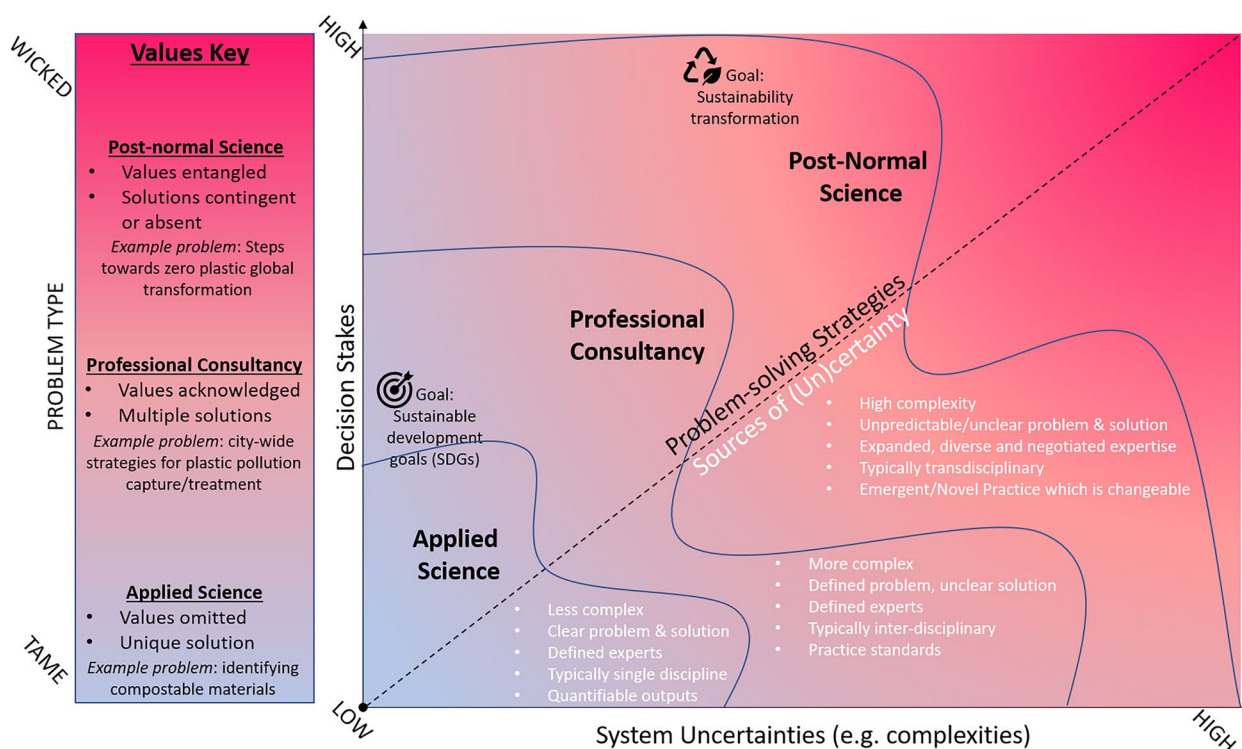 WICKED
PROBLEM TYPE
TAME
Values Key
Post-normal Science
• Values entangled
• Solutions contingent
or absent
Example problem: Steps
towards zero plastic global
transformation
Professional Consultancy
• Values acknowledged
• Multiple solutions
Example problem: city-wide
strategies for plastic pollution
capture/treatment
Applied Science
• Values omitted
• Unique solution
Example problem: identifying
compostable materials
HIGH
Decision Stakes
LOW
Goal:
Sustainability
transformation
Post-Normal
Science
Professional
Consultancy
Goal:
Sustainable
development
goals (SDGs)
Applied
Science
Problem-solving Strategies
Sources of (Un)certainty
• High complexity
• Unpredictable/unclear problem & solution
• Expanded, diverse and negotiated expertise
• Typically transdisciplinary
• Emergent/Novel Practice which is changeable
• More complex
• Defined problem, unclear solution
• Defined experts
• Typically inter-disciplinary
• Practice standards
• Less complex
• Clear problem & solution
• Defined experts
• Typically single discipline
• Quantifiable outputs
System Uncertainties (e.g. complexities)
HIGH